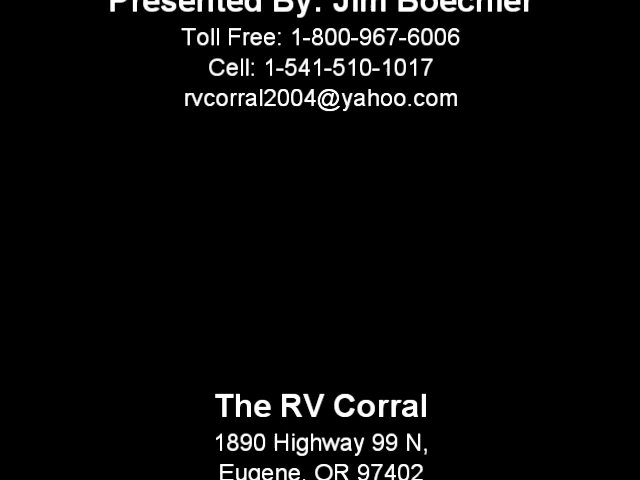 Presented By: Jim Boechler
Toll Free: 1-800-967-6006
Cell: 1-541-510-1017
rvcorral2004@yahoo.com
The RV Corral
1890 Highway 99 N,
Eugene, OR 97402